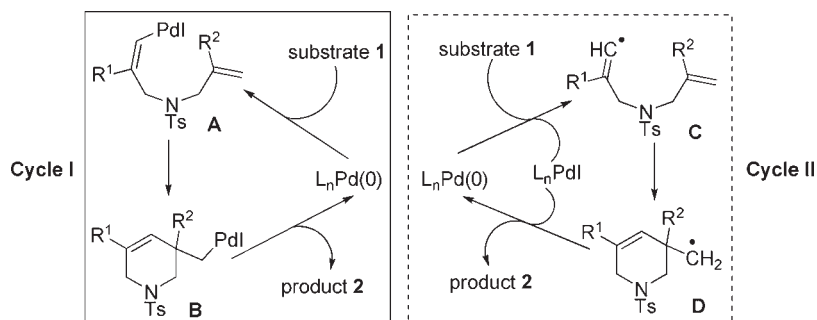 PdI
R¹
R²
N
Ts
A
substrate 1
Cycle I
LₙPd(0)
R¹
R²
PdI
N
Ts
B
product 2
substrate 1
HC•
R¹
R²
N
Ts
C
LₙPd(0)
LₙPdI
Cycle II
R¹
R²
•
CH₂
N
Ts
D
product 2